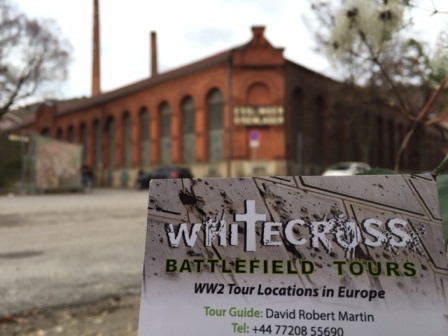 WHITECROSS
BATTLEFIELD TOURS
WW2 Tour Locations in Europe
Tour Guide: David Robert Martin
Tel: +44 77208 55690